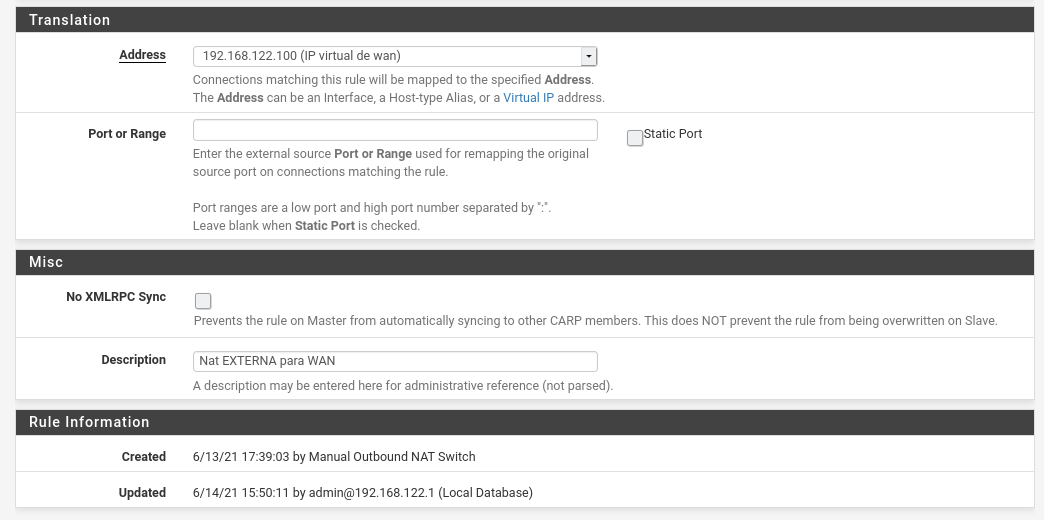 Translation
Address
192.168.122.100 (IP virtual de wan)
Connections matching this rule will be mapped to the specified Address.
The Address can be an Interface, a Host-type Alias, or a Virtual IP address.
Port or Range
Static Port
Enter the external source Port or Range used for remapping the original
source port on connections matching the rule.
Port ranges are a low port and high port number separated by ":".
Leave blank when Static Port is checked.
Misc
No XMLRPC Sync
Prevents the rule on Master from automatically syncing to other CARP members. This does NOT prevent the rule from being overwritten on Slave.
Description
Nat EXTERNA para WAN
A description may be entered here for administrative reference (not parsed).
Rule Information
Created
6/13/21 17:39:03 by Manual Outbound NAT Switch
Updated
6/14/21 15:50:11 by admin@192.168.122.1 (Local Database)